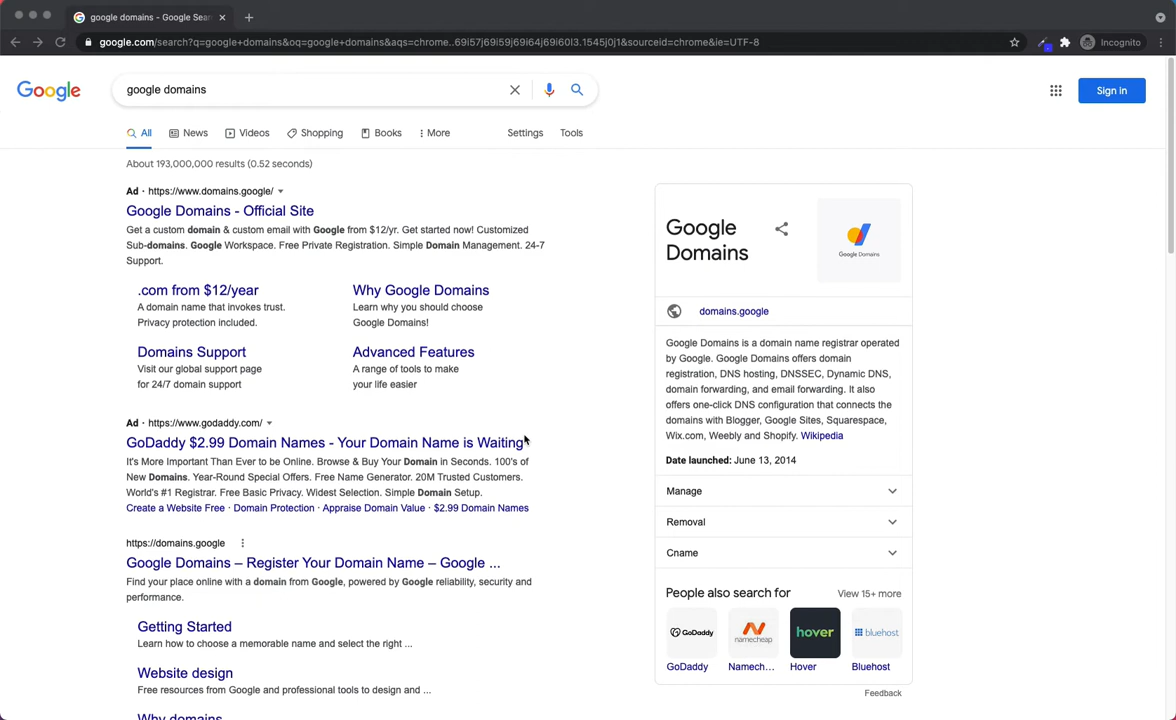 google domains - Google Sear
google.com/search?q=google+domains&oq=google+domains&aqs=chrome..69i57j69i59j69i64j69i60l3.1545j0j1&sourceid=chrome&ie=UTF-8
Incognito
Google
google domains
Sign in
All
News
Videos
Shopping
Books
More
Settings
Tools
About 193,000,000 results (0.52 seconds)
Ad · https://www.domains.google/
Google Domains - Official Site
Get a custom domain & custom email with Google from $12/yr. Get started now! Customized
Sub-domains. Google Workspace. Free Private Registration. Simple Domain Management. 24-7
Support.
.com from $12/year
A domain name that invokes trust.
Privacy protection included.
Why Google Domains
Learn why you should choose
Google Domains!
Domains Support
Visit our global support page
for 24/7 domain support
Advanced Features
A range of tools to make
your life easier
Ad · https://www.godaddy.com/
GoDaddy $2.99 Domain Names - Your Domain Name is Waiting
It's More Important Than Ever to be Online. Browse & Buy Your Domain in Seconds. 100's of
New Domains. Year-Round Special Offers. Free Name Generator. 20M Trusted Customers.
World's #1 Registrar. Free Basic Privacy. Widest Selection. Simple Domain Setup.
Create a Website Free · Domain Protection · Appraise Domain Value · $2.99 Domain Names
https://domains.google
Google Domains – Register Your Domain Name – Google ...
Find your place online with a domain from Google, powered by Google reliability, security and
performance.
Getting Started
Learn how to choose a memorable name and select the right ...
Website design
Free resources from Google and professional tools to design and ...
Why domains
Google
Domains
Google Domains
domains.google
Google Domains is a domain name registrar operated
by Google. Google Domains offers domain
registration, DNS hosting, DNSSEC, Dynamic DNS,
domain forwarding, and email forwarding. It also
offers one-click DNS configuration that connects the
domains with Blogger, Google Sites, Squarespace,
Wix.com, Weebly and Shopify. Wikipedia
Date launched: June 13, 2014
Manage
Removal
Cname
People also search for
View 15+ more
GoDaddy
namecheap
hover
bluehost
GoDaddy
Namech...
Hover
Bluehost
Feedback